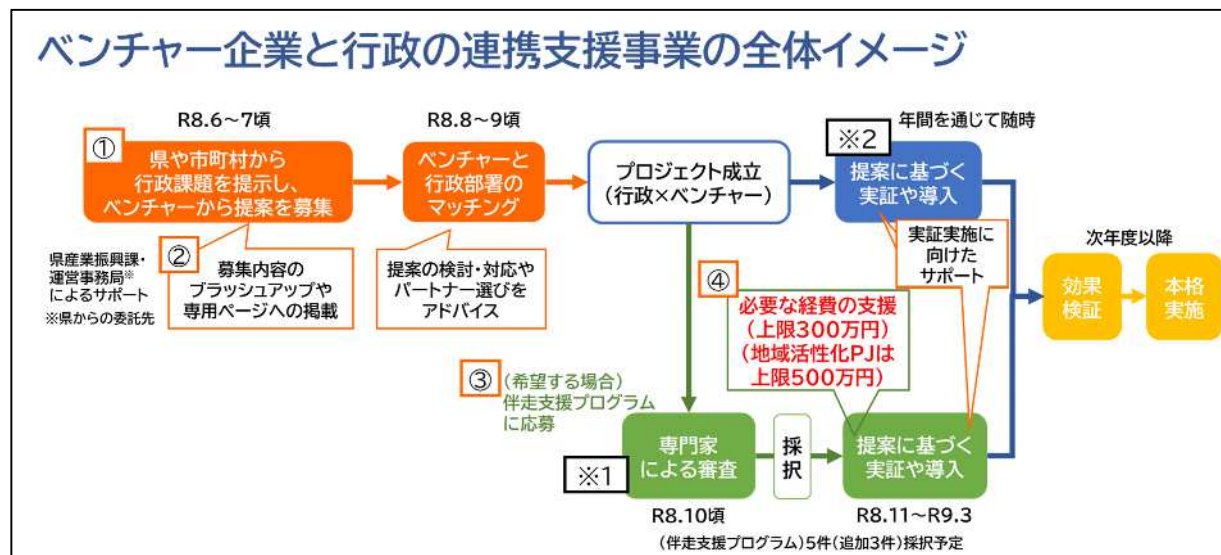 ベンチャー企業と行政の連携支援事業の全体イメージ
R8.6～7頃
R8.8～9頃
年間を通じて随時
①
県や市町村から
行政課題を提示し、
ベンチャーから提案を募集
ベンチャーと
行政部署の
マッチング
プロジェクト成立
(行政×ベンチャー)
※2
提案に基づく
実証や導入
県産業振興課・
運営事務局※
によるサポート
※県からの委託先
②
募集内容の
ブラッシュアップや
専用ページへの掲載
提案の検討・対応や
パートナー選びを
アドバイス
実証実施に
向けた
サポート
次年度以降
効果
検証
本格
実施
④
必要な経費の支援
(上限300万円)
(地域活性化PJは
上限500万円)
③
(希望する場合)
伴走支援プログラム
に応募
※1
専門家
による審査
採
択
提案に基づく
実証や導入
R8.10頃
R8.11～R9.3
(伴走支援プログラム)5件(追加3件)採択予定